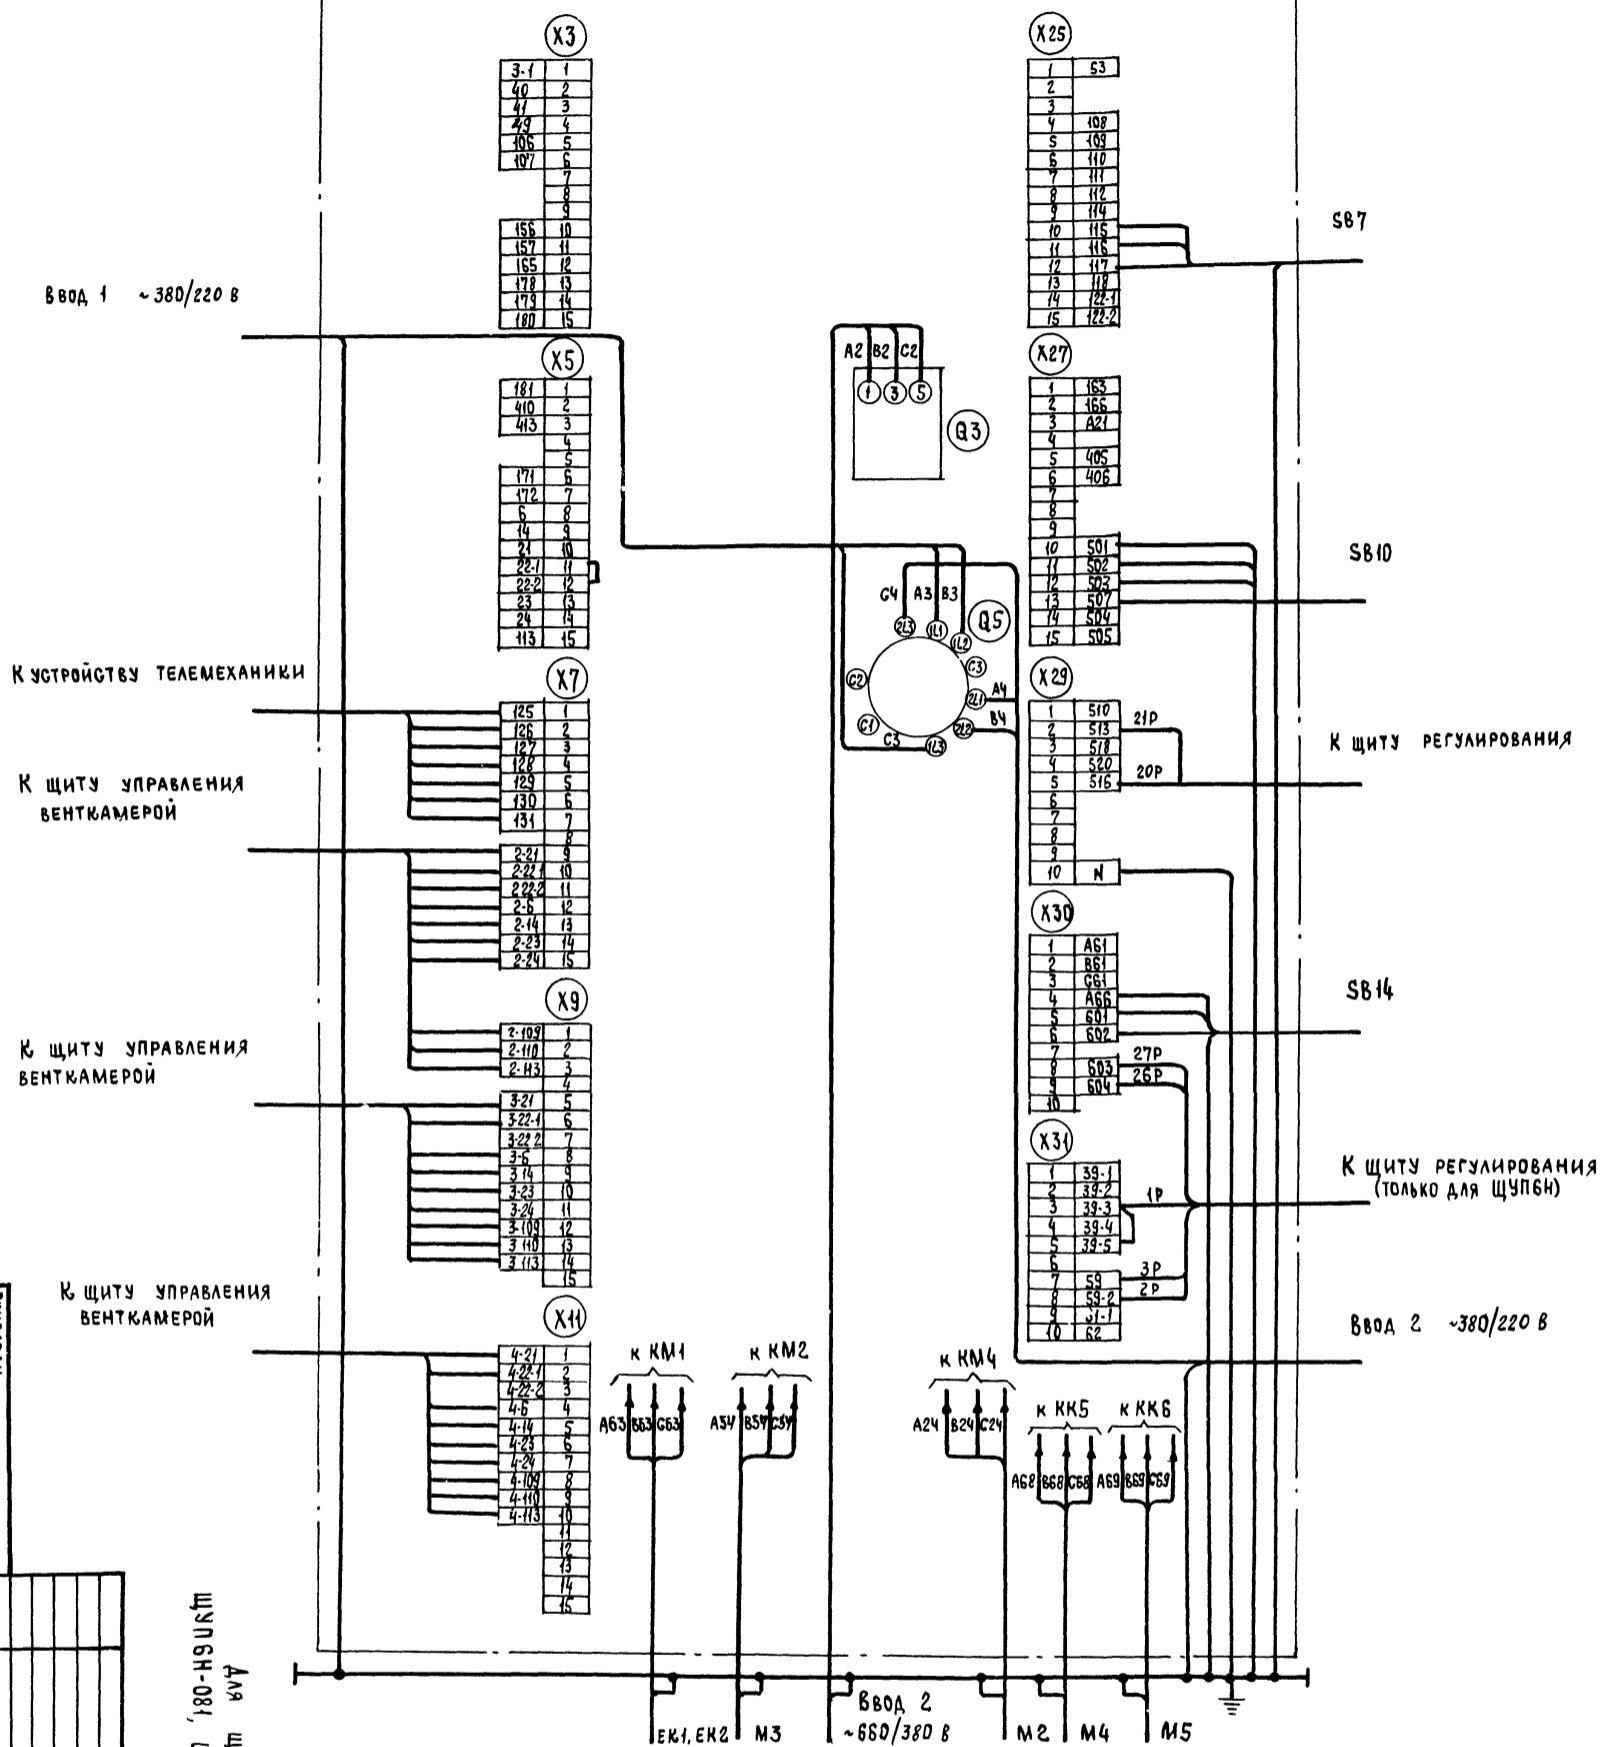 X3
3-1 1
40 2
41 3
49 4
106 5
107 6
7
8
9
156 10
157 11
165 12
178 13
179 14
180 15
Ввод 1 ~380/220 В
X5
181 1
410 2
413 3
4
5
171 6
172 7
6 8
14 9
21 10
22-1 11
22-2 12
23 13
24 14
113 15
К устройству телемеханики
X7
125 1
126 2
127 3
128 4
129 5
130 6
131 7
8
2-21 9
2-22 1 10
2 22-2 11
2-6 12
2-14 13
2-23 14
2-24 15
К щиту управления
венткамерой
X9
2-109 1
2-110 2
2-113 3
4
3-21 5
3-22-1 6
3-22 2 7
3-6 8
3 14 9
3-23 10
3-24 11
3-109 12
3 110 13
3 113 14
15
К щиту управления
венткамерой
X11
4-21 1
4-22-1 2
4-22-2 3
4-6 4
4-14 5
4-23 6
4-24 7
4-109 8
4-110 9
4-113 10
11
12
13
14
15
К щиту управления
венткамерой
A2 B2 C2
1 3 5
Q3
C4 A3 B3
Q5
2L3 1L1 1L2
C3
C2
2L1 A4
C1
2L2 B4
C3
1L3
X25
1 53
2
3
4 108
5 109
6 110
7 111
8 112
9 114
10 115
11 116
12 117
13 118
14 122-1
15 122-2
SB7
X27
1 163
2 166
3 A21
4
5 405
6 406
7
8
9
10 501
11 502
12 503
13 507
14 504
15 505
SB10
X29
1 510
2 513 21Р
3 518
4 520
5 516 20Р
6
7
8
9
10 N
К щиту регулирования
X30
1 A61
2 B61
3 C61
4 A66
5 601
6 602
7
8 603 27Р
9 604 26Р
10
SB14
X31
1 39-1
2 39-2
3 39-3 1Р
4 39-4
5 39-5
6
7 59 3Р
8 59-2 2Р
9 61-1
10 62
К щиту регулирования
(только для ЩУП6Н)
Ввод 2 ~380/220 В
к КМ1
A63 B63 C63
к КМ2
A54 B54 C54
к КМ4
A24 B24 C24
к КК5
A68 B68 C68
к КК6
A69 B69 C69
EK1, EK2
М3
Ввод 2
~660/380 В
М2
М4
М5
Для Щ
ЩУП6Н-081,